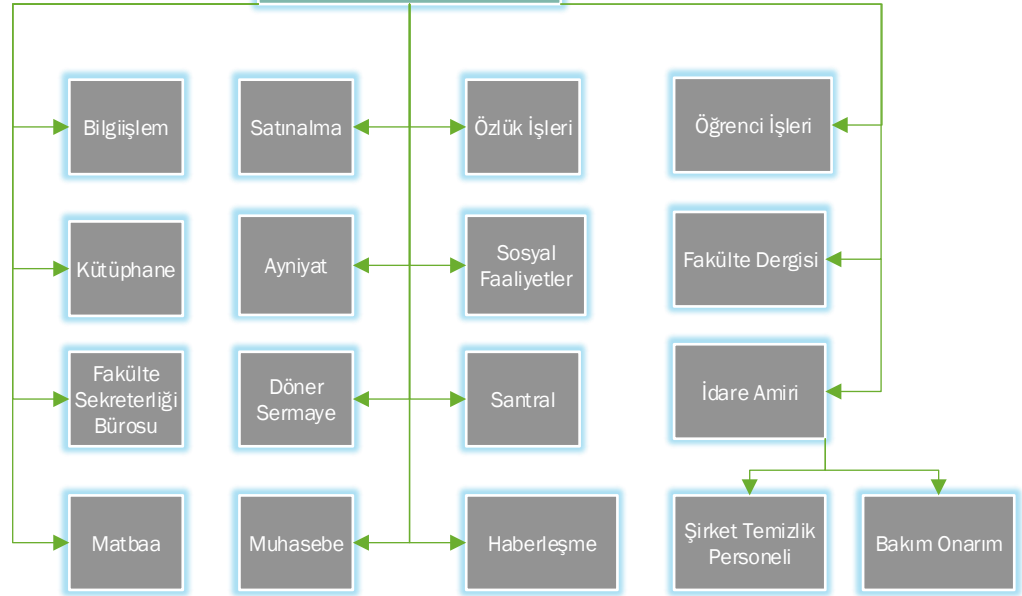 Bilgiişlem
Satınalma
Özlük İşleri
Öğrenci İşleri
Kütüphane
Ayniyat
Sosyal
Faaliyetler
Fakülte Dergisi
Fakülte
Sekreterliği
Bürosu
Döner
Sermaye
Santral
İdare Amiri
Matbaa
Muhasebe
Haberleşme
Şirket Temizlik
Personeli
Bakım Onarım